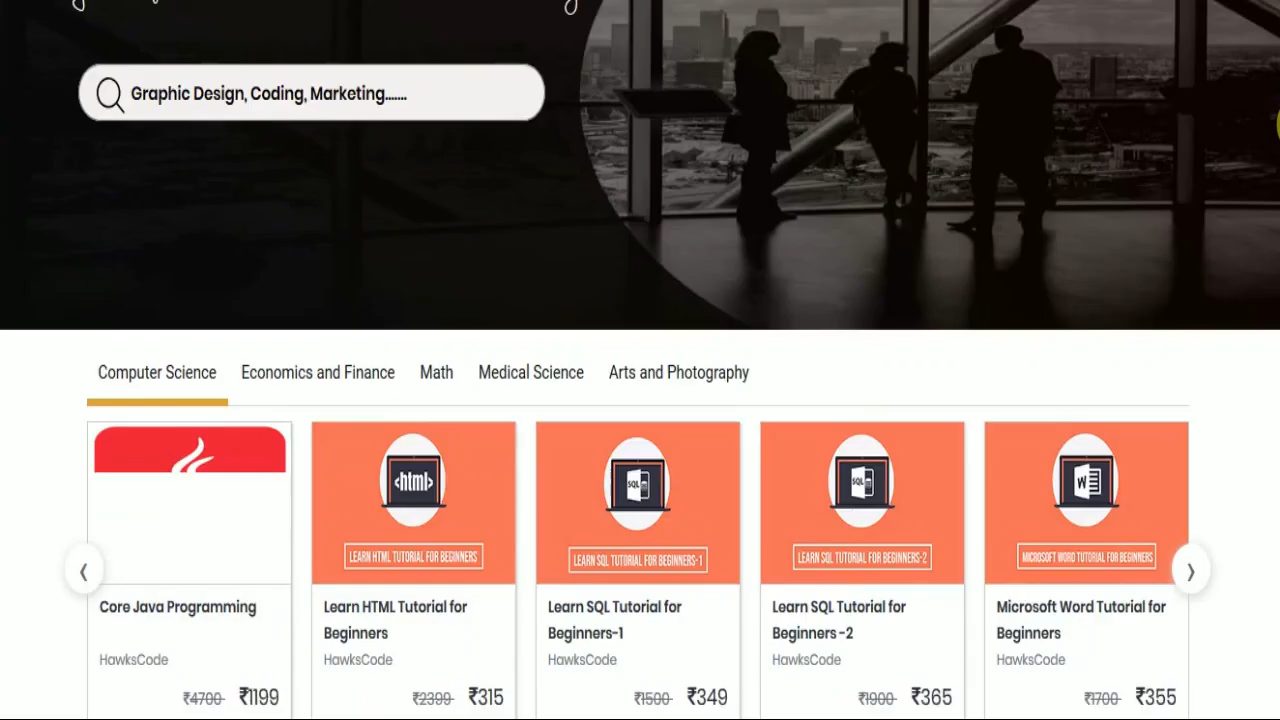 Graphic Design, Coding, Marketing.......
Computer Science Economics and Finance Math Medical Science Arts and Photography
<html>
SQL
SQL
W
LEARN HTML TUTORIAL FOR BEGINNERS
LEARN SQL TUTORIAL FOR BEGINNERS-1
LEARN SQL TUTORIAL FOR BEGINNERS-2
MICROSOFT WORD TUTORIAL FOR BEGINNERS
Core Java Programming
HawksCode
₹4700 ₹1199
Learn HTML Tutorial for
Beginners
HawksCode
₹2399 ₹315
Learn SQL Tutorial for
Beginners-1
HawksCode
₹1500 ₹349
Learn SQL Tutorial for
Beginners -2
HawksCode
₹1900 ₹365
Microsoft Word Tutorial for
Beginners
HawksCode
₹1700 ₹355